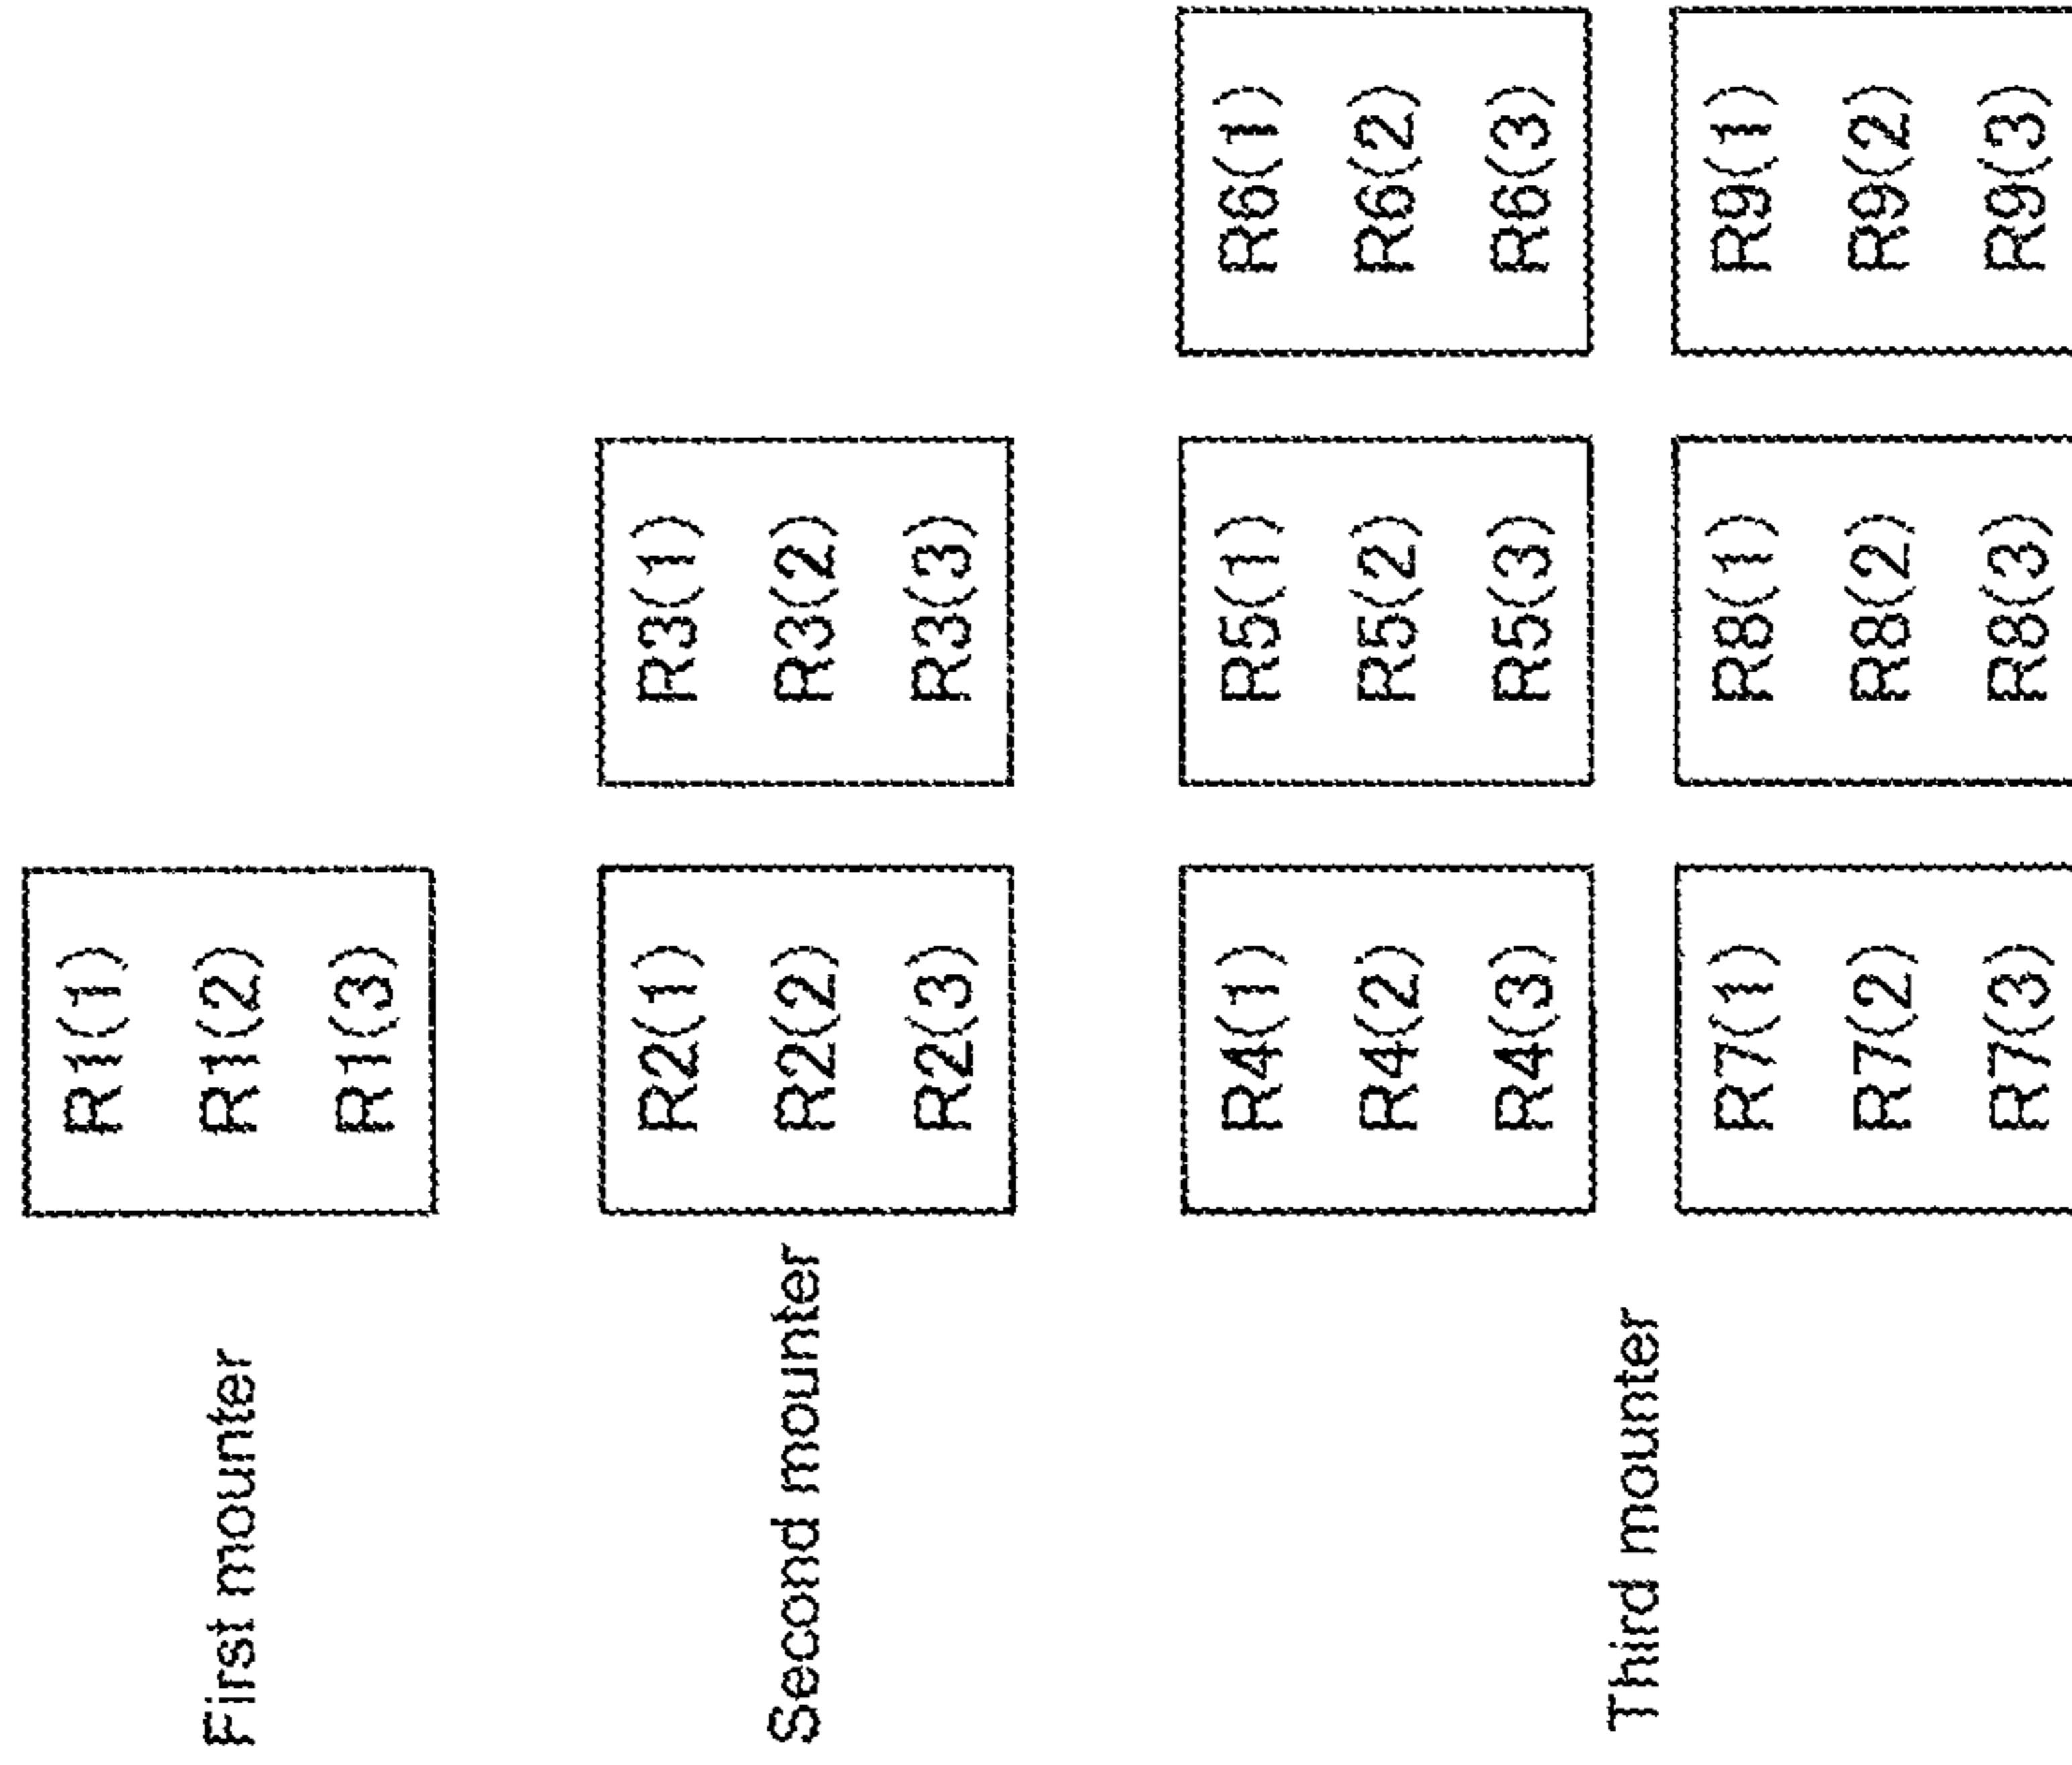 First mounter
R1(1)
R1(2)
R1(3)
Second mounter
R2(1)
R2(2)
R2(3)
R3(1)
R3(2)
R3(3)
Third mounter
R4(1)
R4(2)
R4(3)
R5(1)
R5(2)
R5(3)
R6(1)
R6(2)
R6(3)
R7(1)
R7(2)
R7(3)
R8(1)
R8(2)
R8(3)
R9(1)
R9(2)
R9(3)